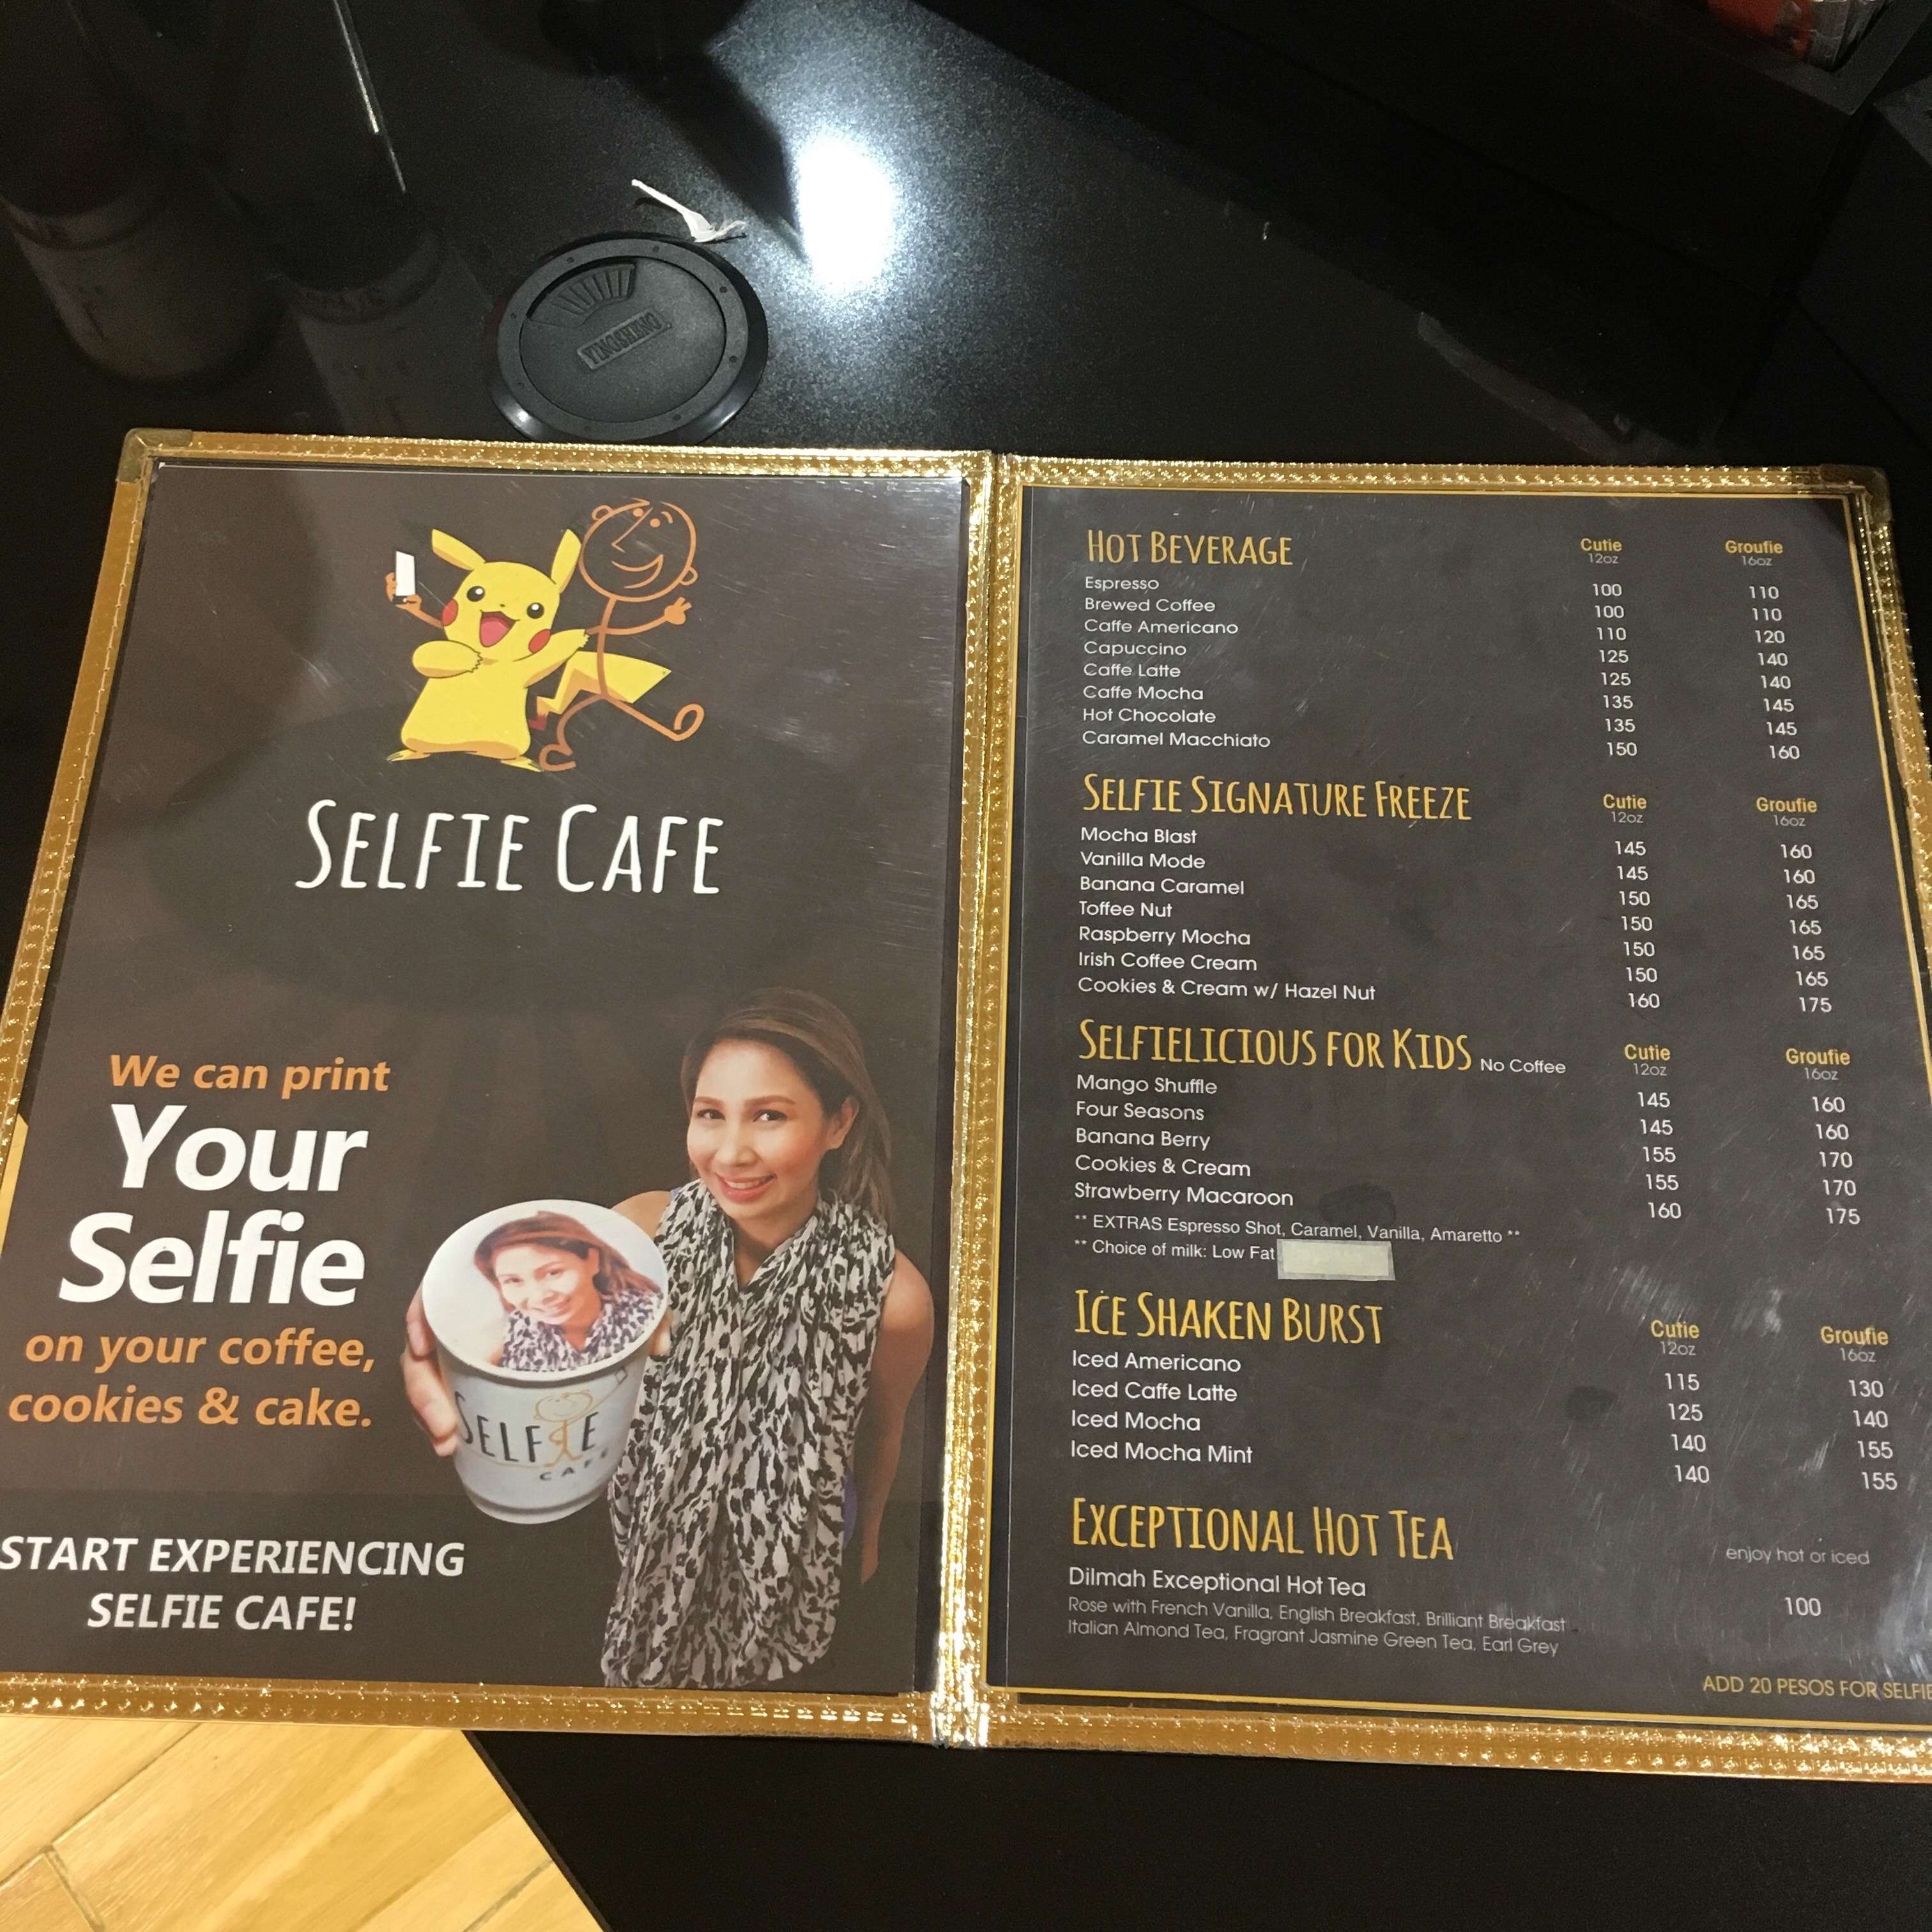 SELFIE CAFE
We can print
Your
Selfie
on your coffee,
cookies & cake.
SELFIE
CAFE
START EXPERIENCING
SELFIE CAFE!
HOT BEVERAGE Cutie Groufie
12oz 16oz
Espresso 100 110
Brewed Coffee 100 110
Caffe Americano 110 120
Capuccino 125 140
Caffe Latte 125 140
Caffe Mocha 135 145
Hot Chocolate 135 145
Caramel Macchiato 150 160
SELFIE SIGNATURE FREEZE Cutie Groufie
12oz 16oz
Mocha Blast 145 160
Vanilla Mode 145 160
Banana Caramel 150 165
Toffee Nut 150 165
Raspberry Mocha 150 165
Irish Coffee Cream 150 165
Cookies & Cream w/ Hazel Nut 160 175
SELFIELICIOUS FOR KIDS No Coffee Cutie Groufie
12oz 16oz
Mango Shuffle 145 160
Four Seasons 145 160
Banana Berry 155 170
Cookies & Cream 155 170
Strawberry Macaroon 160 175
** EXTRAS Espresso Shot, Caramel, Vanilla, Amaretto **
** Choice of milk: Low Fat
ICE SHAKEN BURST Cutie Groufie
12oz 16oz
Iced Americano 115 130
Iced Caffe Latte 125 140
Iced Mocha 140 155
Iced Mocha Mint 140 155
EXCEPTIONAL HOT TEA enjoy hot or iced
Dilmah Exceptional Hot Tea 100
Rose with French Vanilla, English Breakfast, Brilliant Breakfast
Italian Almond Tea, Fragrant Jasmine Green Tea, Earl Grey
ADD 20 PESOS FOR SELFIE